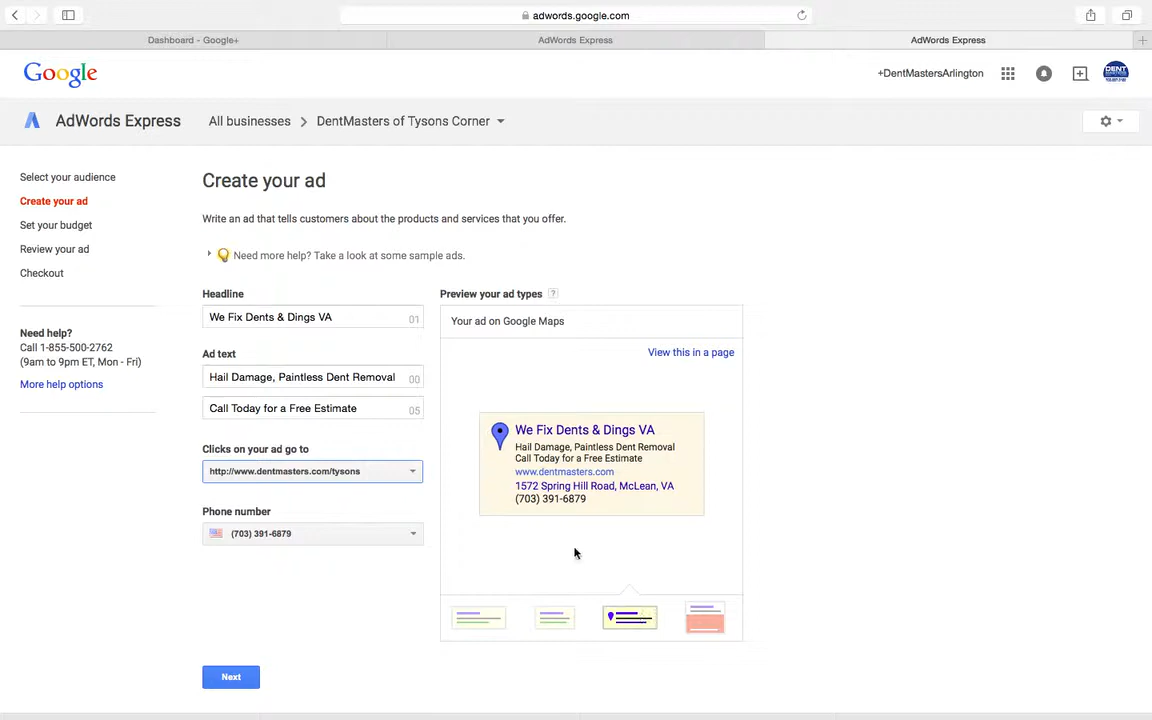 adwords.google.com
Dashboard - Google+
AdWords Express
AdWords Express
Google
+DentMastersArlington
DENT
AdWords Express
All businesses
DentMasters of Tysons Corner
Select your audience
Create your ad
Set your budget
Review your ad
Checkout
Need help?
Call 1-855-500-2762
(9am to 9pm ET, Mon - Fri)
More help options
Create your ad
Write an ad that tells customers about the products and services that you offer.
Need more help? Take a look at some sample ads.
Headline
We Fix Dents & Dings VA 01
Ad text
Hail Damage, Paintless Dent Removal 00
Call Today for a Free Estimate 05
Clicks on your ad go to
http://www.dentmasters.com/tysons
Phone number
(703) 391-6879
Next
Preview your ad types ?
Your ad on Google Maps
View this in a page
We Fix Dents & Dings VA
Hail Damage, Paintless Dent Removal
Call Today for a Free Estimate
www.dentmasters.com
1572 Spring Hill Road, McLean, VA
(703) 391-6879